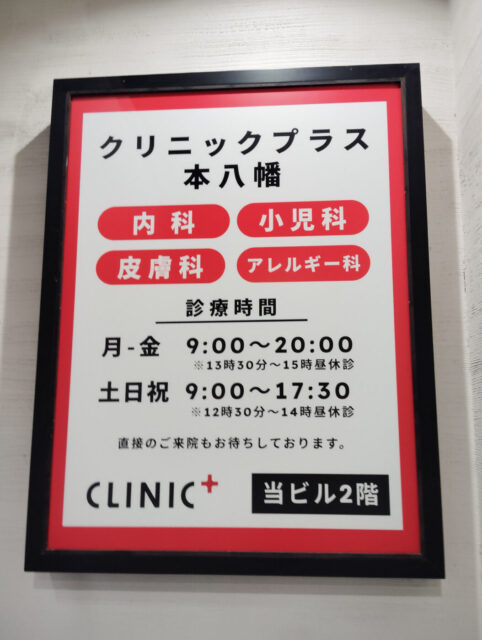 クリニックプラス
本八幡
内科 小児科
皮膚科 アレルギー科
診療時間
月-金 9:00〜20:00
※13時30分〜15時昼休診
土日祝 9:00〜17:30
※12時30分〜14時昼休診
直接のご来院もお待ちしております。
CLINIC+ 当ビル2階